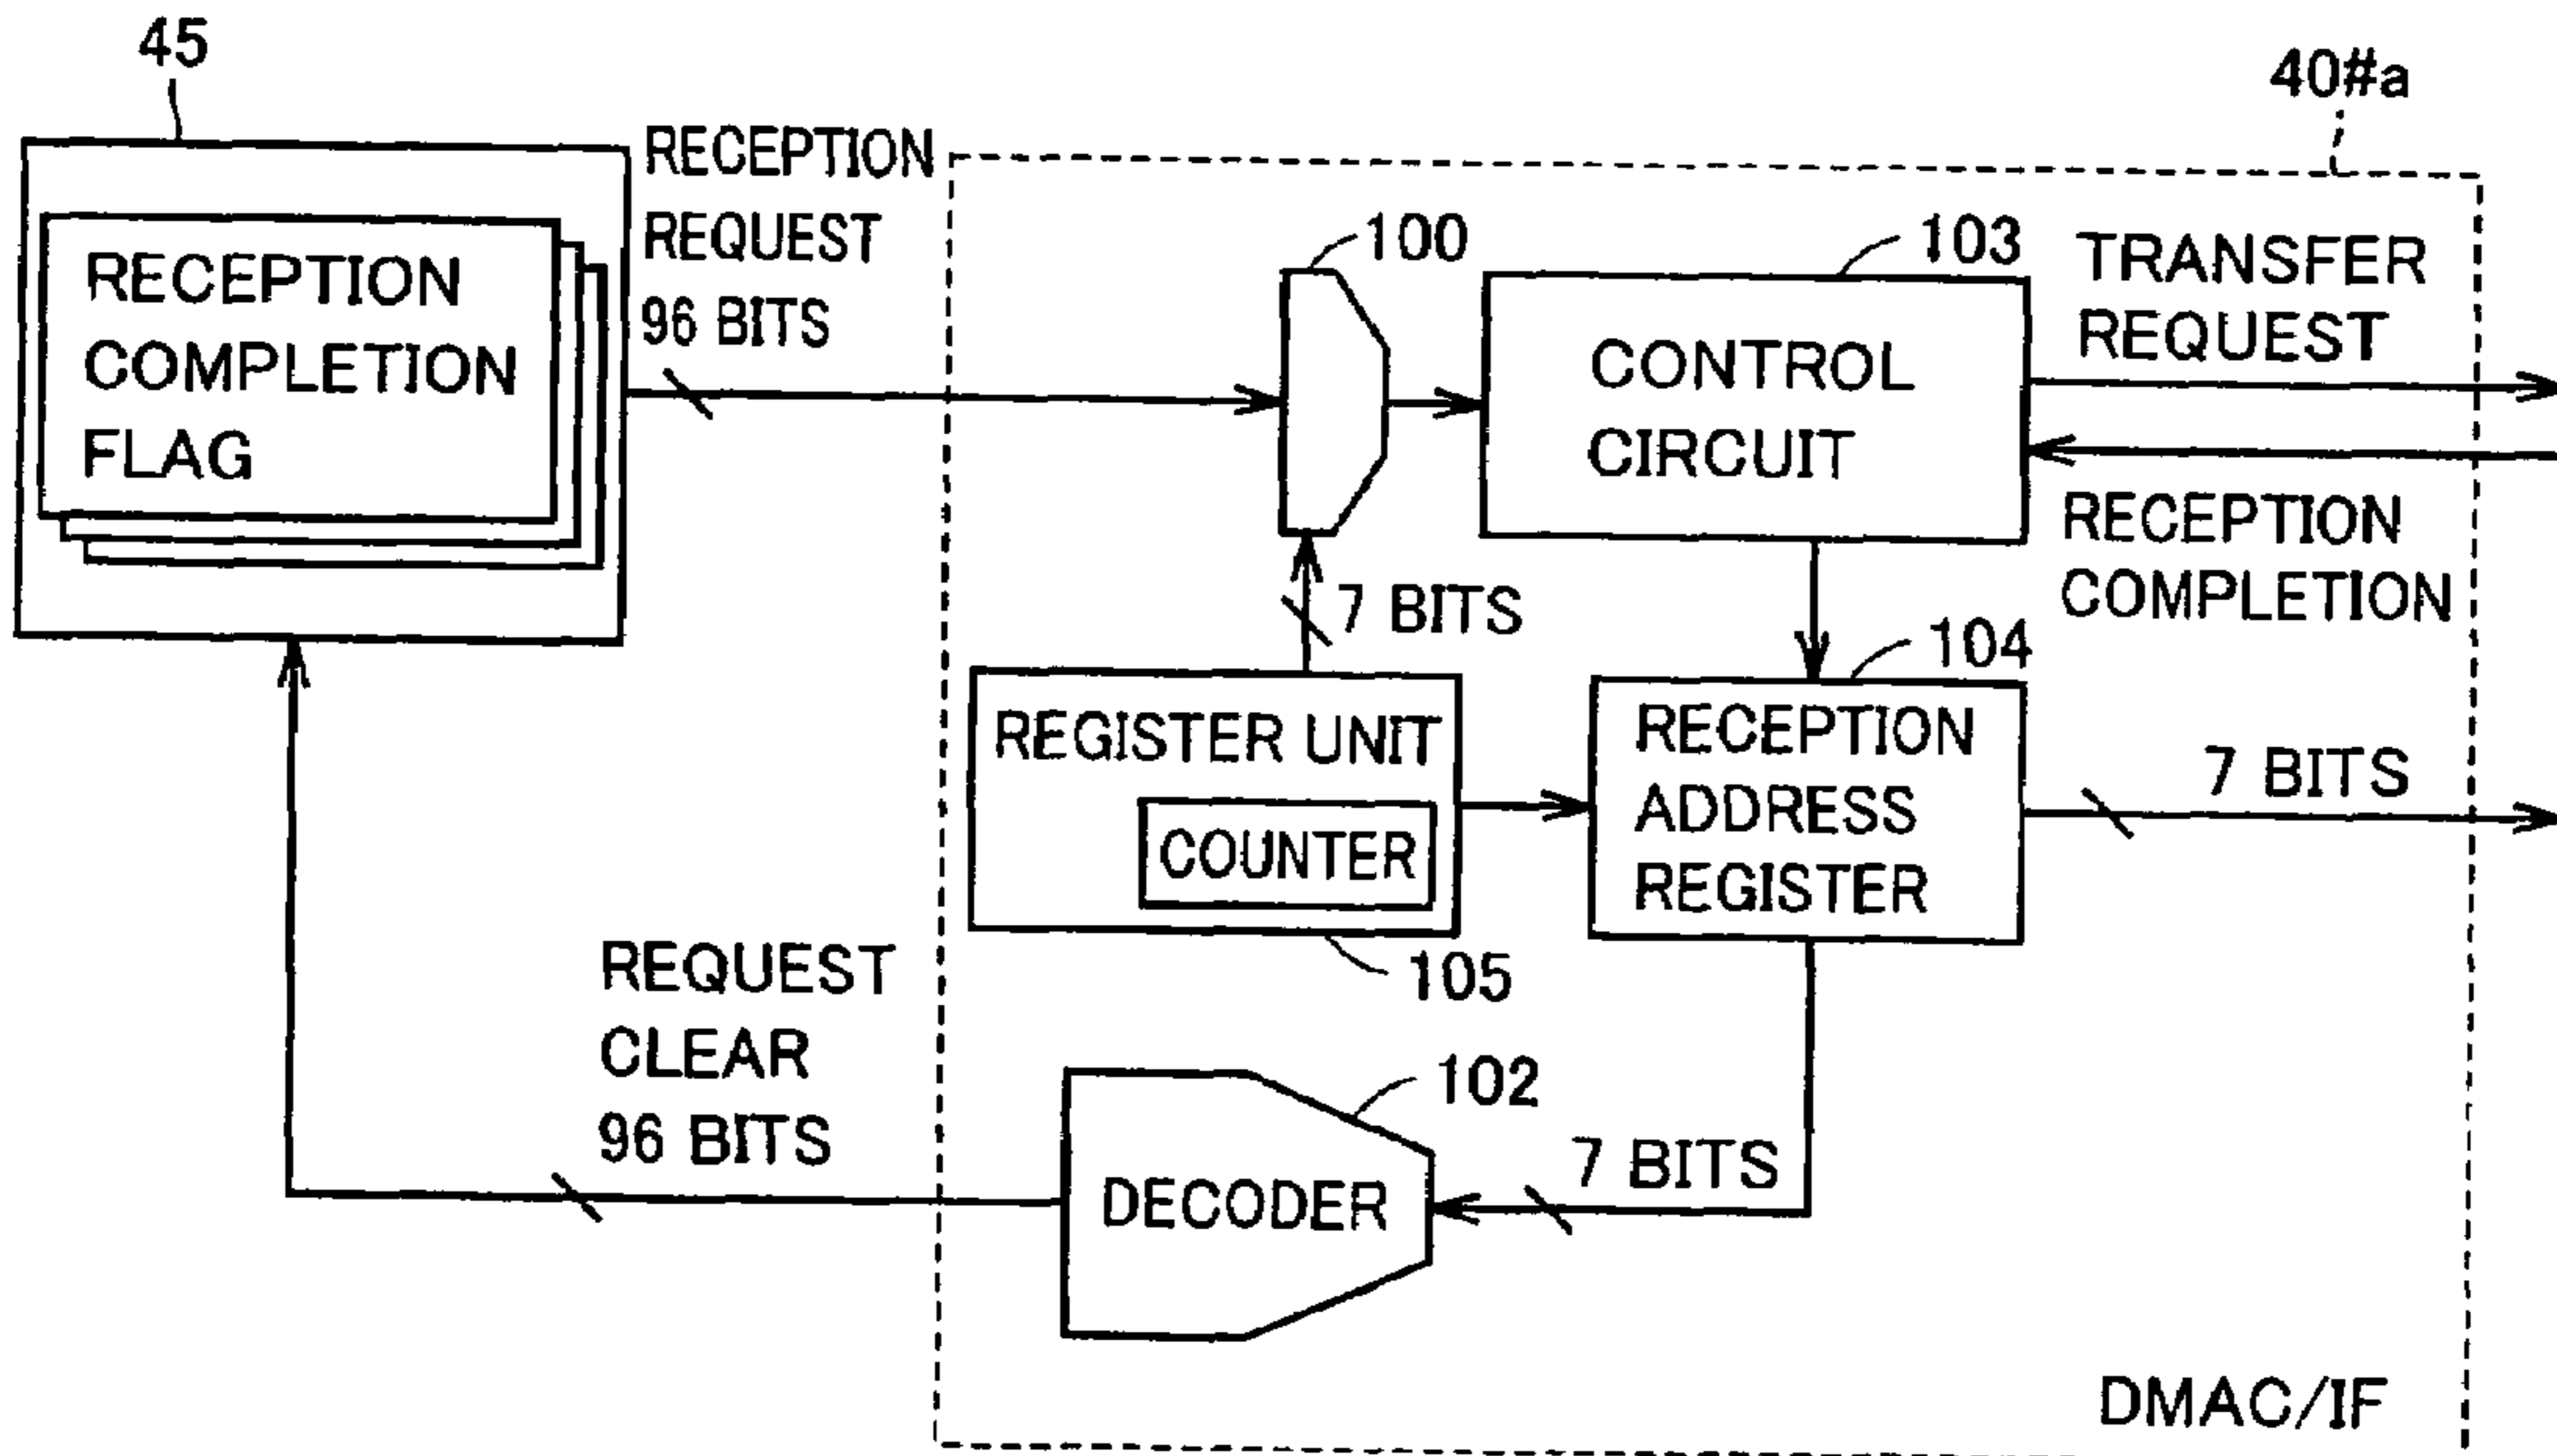 45
40#a
RECEPTION
REQUEST
96 BITS
RECEPTION
COMPLETION
FLAG
100
103
CONTROL
CIRCUIT
TRANSFER
REQUEST
RECEPTION
COMPLETION
7 BITS
REGISTER UNIT
COUNTER
105
104
RECEPTION
ADDRESS
REGISTER
7 BITS
REQUEST
CLEAR
96 BITS
102
DECODER
7 BITS
DMAC/IF